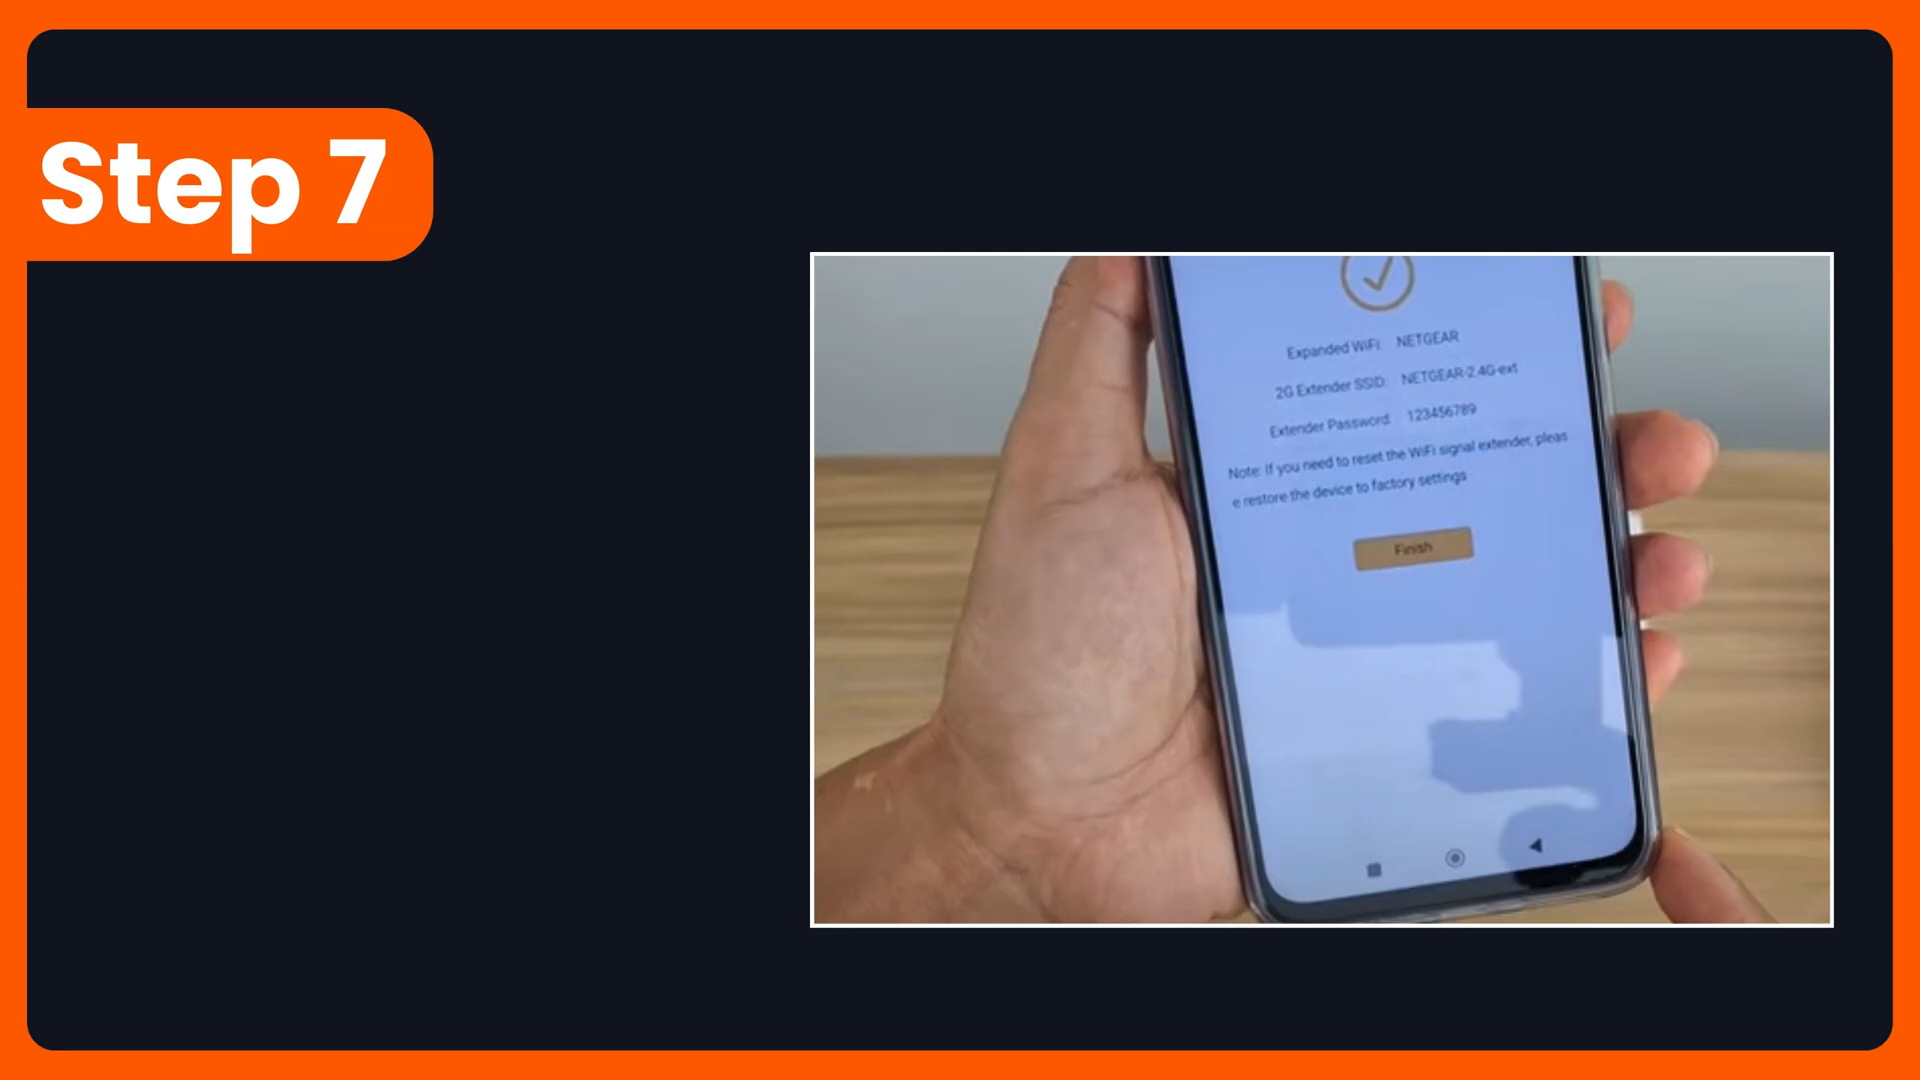 Step 7
Expanded WiFi: NETGEAR
2G Extender SSID: NETGEAR-2.4G-ext
Extender Password: 123456789
Note: if you need to reset the WiFi signal extender, pleas
e restore the device to factory settings
Finish